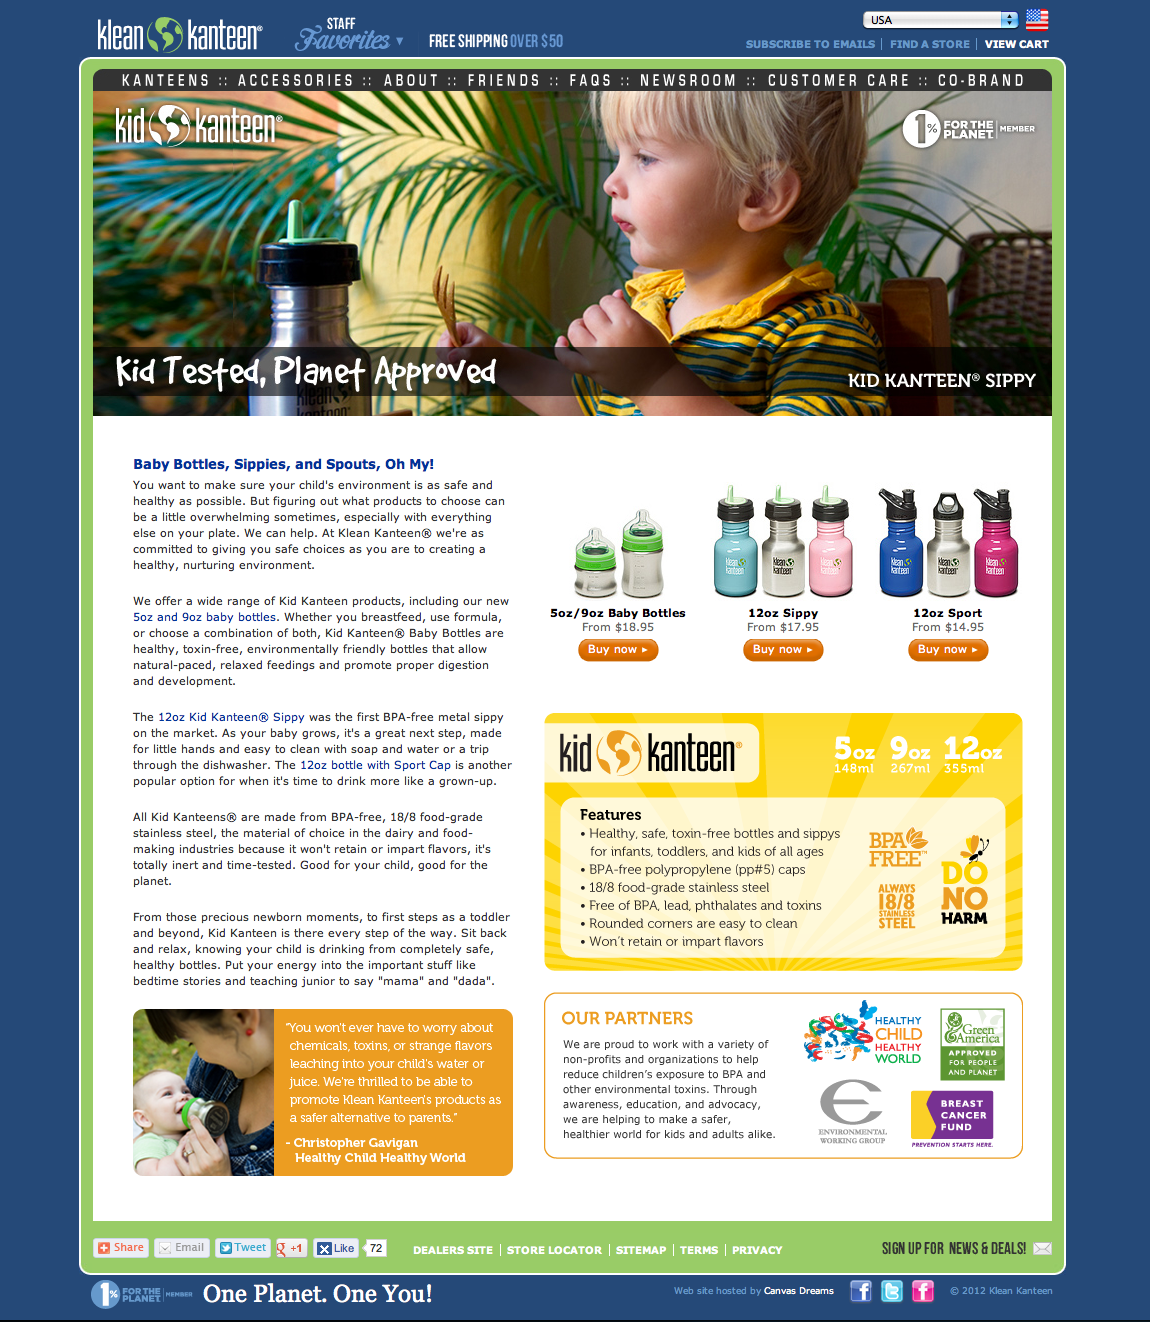 klean kanteen®
STAFF
Favorites ▼
FREE SHIPPING OVER $50
USA
SUBSCRIBE TO EMAILS | FIND A STORE | VIEW CART
KANTEENS :: ACCESSORIES :: ABOUT :: FRIENDS :: FAQS :: NEWSROOM :: CUSTOMER CARE :: CO-BRAND
kid kanteen®
1% FOR THE PLANET. MEMBER
Kid Tested, Planet Approved
KID KANTEEN® SIPPY
klean
kanteen
Baby Bottles, Sippies, and Spouts, Oh My!
You want to make sure your child's environment is as safe and
healthy as possible. But figuring out what products to choose can
be a little overwhelming sometimes, especially with everything
else on your plate. We can help. At Klean Kanteen® we're as
committed to giving you safe choices as you are to creating a
healthy, nurturing environment.
We offer a wide range of Kid Kanteen products, including our new
5oz and 9oz baby bottles. Whether you breastfeed, use formula,
or choose a combination of both, Kid Kanteen® Baby Bottles are
healthy, toxin-free, environmentally friendly bottles that allow
natural-paced, relaxed feedings and promote proper digestion
and development.
The 12oz Kid Kanteen® Sippy was the first BPA-free metal sippy
on the market. As your baby grows, it's a great next step, made
for little hands and easy to clean with soap and water or a trip
through the dishwasher. The 12oz bottle with Sport Cap is another
popular option for when it's time to drink more like a grown-up.
All Kid Kanteens® are made from BPA-free, 18/8 food-grade
stainless steel, the material of choice in the dairy and food-
making industries because it won't retain or impart flavors, it's
totally inert and time-tested. Good for your child, good for the
planet.
From those precious newborn moments, to first steps as a toddler
and beyond, Kid Kanteen is there every step of the way. Sit back
and relax, knowing your child is drinking from completely safe,
healthy bottles. Put your energy into the important stuff like
bedtime stories and teaching junior to say "mama" and "dada".
"You won't ever have to worry about
chemicals, toxins, or strange flavors
leaching into your child's water or
juice. We're thrilled to be able to
promote Klean Kanteen's products as
a safer alternative to parents."
- Christopher Gavigan
Healthy Child Healthy World
5oz/9oz Baby Bottles
From $18.95
Buy now ▸
12oz Sippy
From $17.95
Buy now ▸
12oz Sport
From $14.95
Buy now ▸
kid kanteen®
5oz 9oz 12oz
148ml 267ml 355ml
Features
• Healthy, safe, toxin-free bottles and sippys
for infants, toddlers, and kids of all ages
• BPA-free polypropylene (pp#5) caps
• 18/8 food-grade stainless steel
• Free of BPA, lead, phthalates and toxins
• Rounded corners are easy to clean
• Won't retain or impart flavors
BPA
FREE™
ALWAYS
18/8
STAINLESS
STEEL
DO
NO
HARM
OUR PARTNERS
We are proud to work with a variety of
non-profits and organizations to help
reduce children's exposure to BPA and
other environmental toxins. Through
awareness, education, and advocacy,
we are helping to make a safer,
healthier world for kids and adults alike.
HEALTHY
CHILD
HEALTHY
WORLD
Green
America
APPROVED
FOR PEOPLE
AND PLANET
ENVIRONMENTAL
WORKING GROUP
BREAST
CANCER
FUND
PREVENTION STARTS HERE.
Share Email Tweet +1 Like 72
DEALERS SITE | STORE LOCATOR | SITEMAP | TERMS | PRIVACY
SIGN UP FOR NEWS & DEALS!
1% FOR THE PLANET. MEMBER
One Planet. One You!
Web site hosted by Canvas Dreams
© 2012 Klean Kanteen